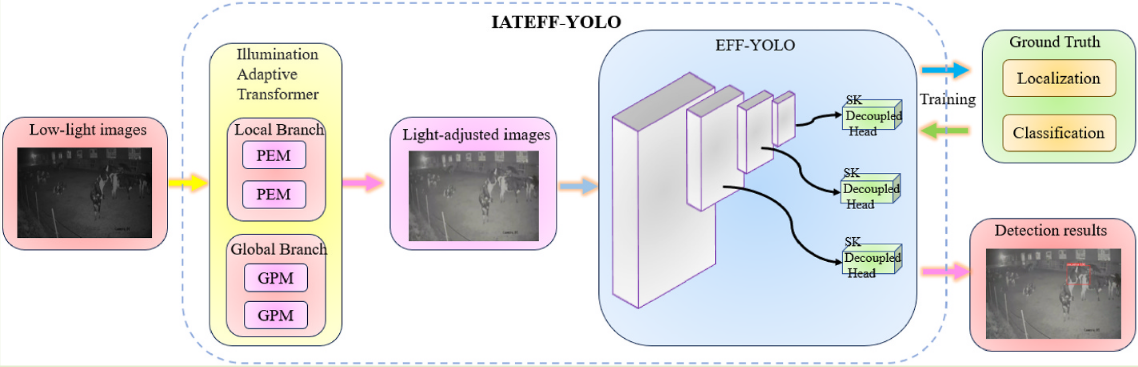 IATEFF-YOLO
Low-light images
Illumination
Adaptive
Transformer
Local Branch
PEM
PEM
Global Branch
GPM
GPM
Light-adjusted images
EFF-YOLO
SK
Decoupled
Head
SK
Decoupled
Head
SK
Decoupled
Head
Training
Ground Truth
Localization
Classification
Detection results